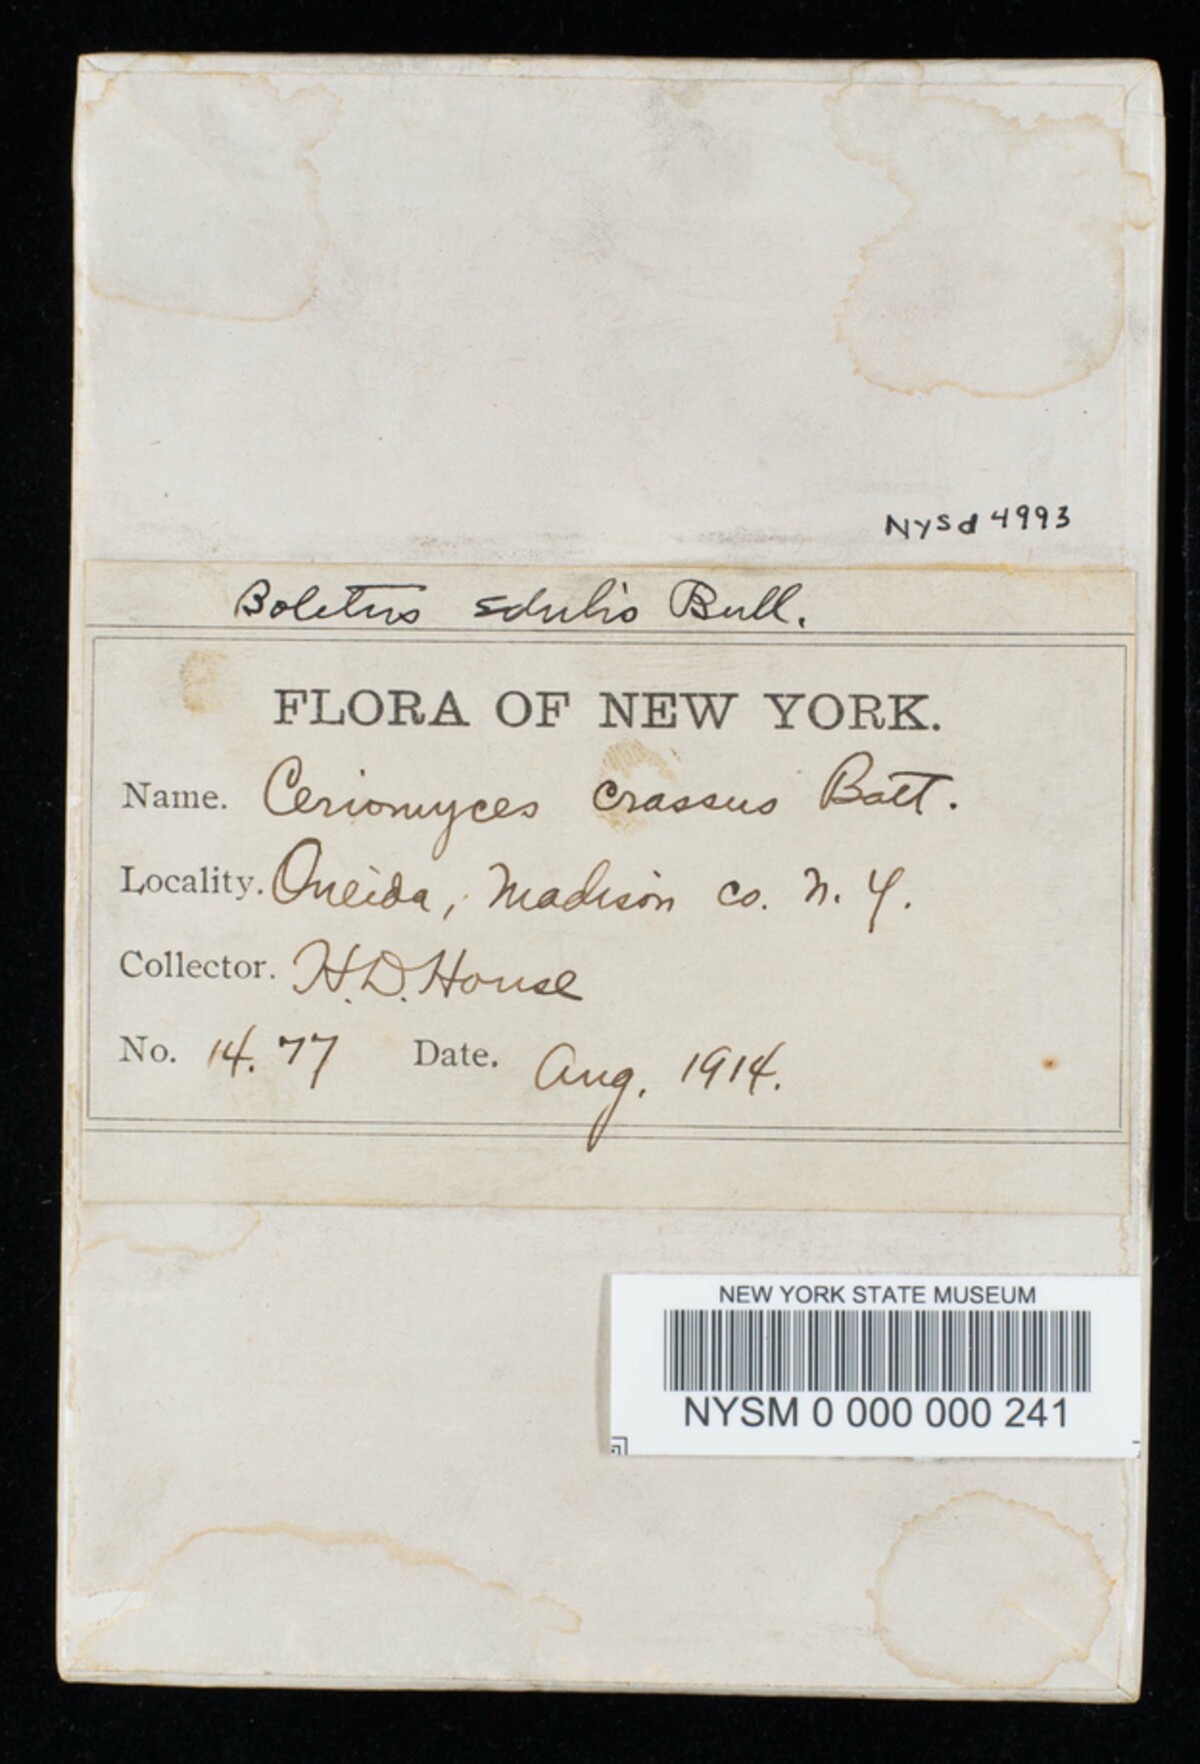 NYSd 4993
Boletus edulis Bull.
FLORA OF NEW YORK.
Name. Ceriomyces crassus Batt.
Locality. Oneida, Madison Co. N. Y.
Collector. H. D. House
No. 14.77 Date. Aug. 1914.
NEW YORK STATE MUSEUM
NYSM 0 000 000 241